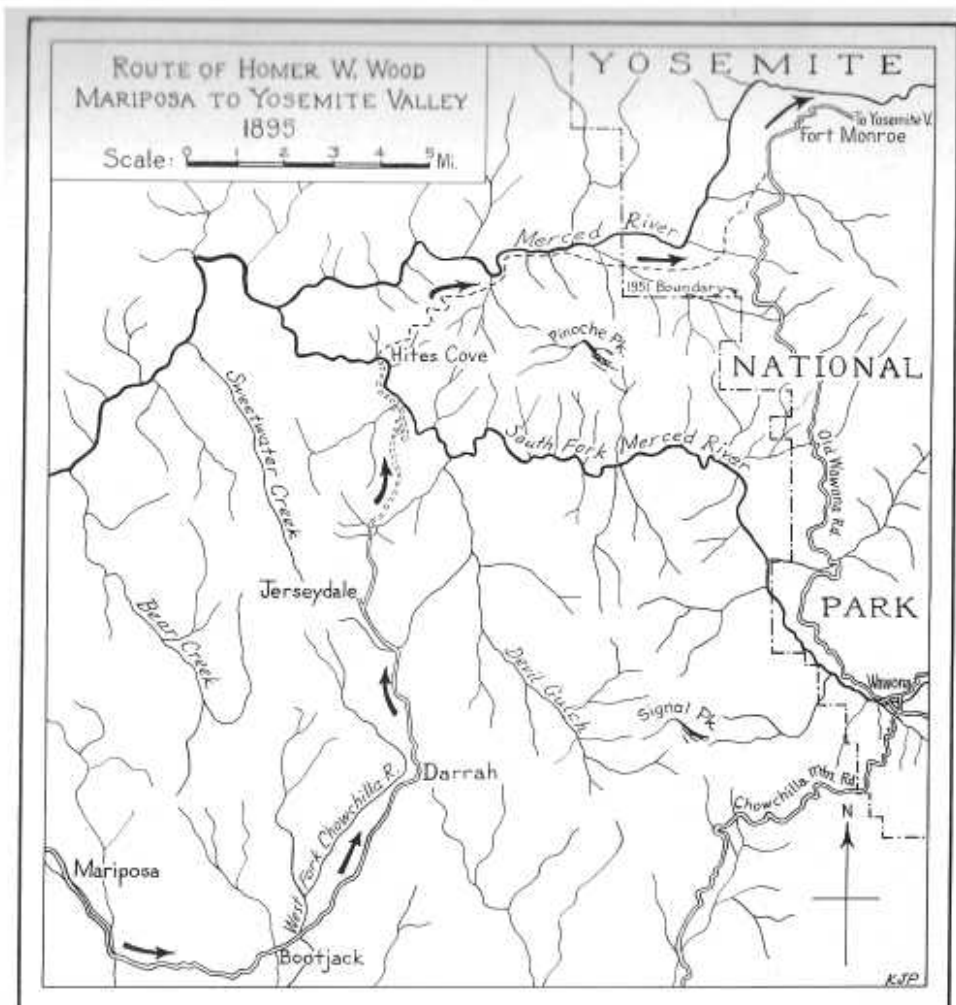 ROUTE OF HOMER W. WOOD
MARIPOSA TO YOSEMITE VALLEY
1895
Scale: 0 1 2 3 4 5 Mi.
YOSEMITE
To Yosemite V.
Fort Monroe
Merced River
1951 Boundary
Hites Cove
Pinoche Pk.
NATIONAL
Sweetwater Creek
South Fork Merced River
Old Wawona Rd.
Jerseydale
PARK
Bear Creek
Devil Gulch
Wawona
Signal Pk.
Darrah
Chowchilla Mtn. Rd.
West Fork Chowchilla R.
N
Mariposa
Bootjack
KJP